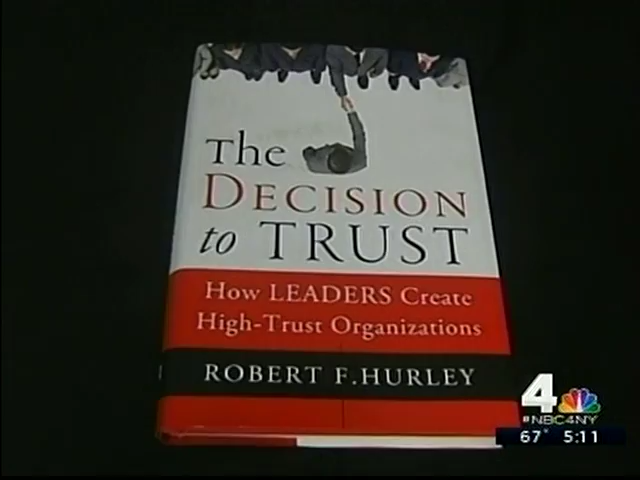 The
DECISION
to TRUST
How LEADERS Create
High-Trust Organizations
ROBERT F. HURLEY
4
#NBC4NY
67° 5:11